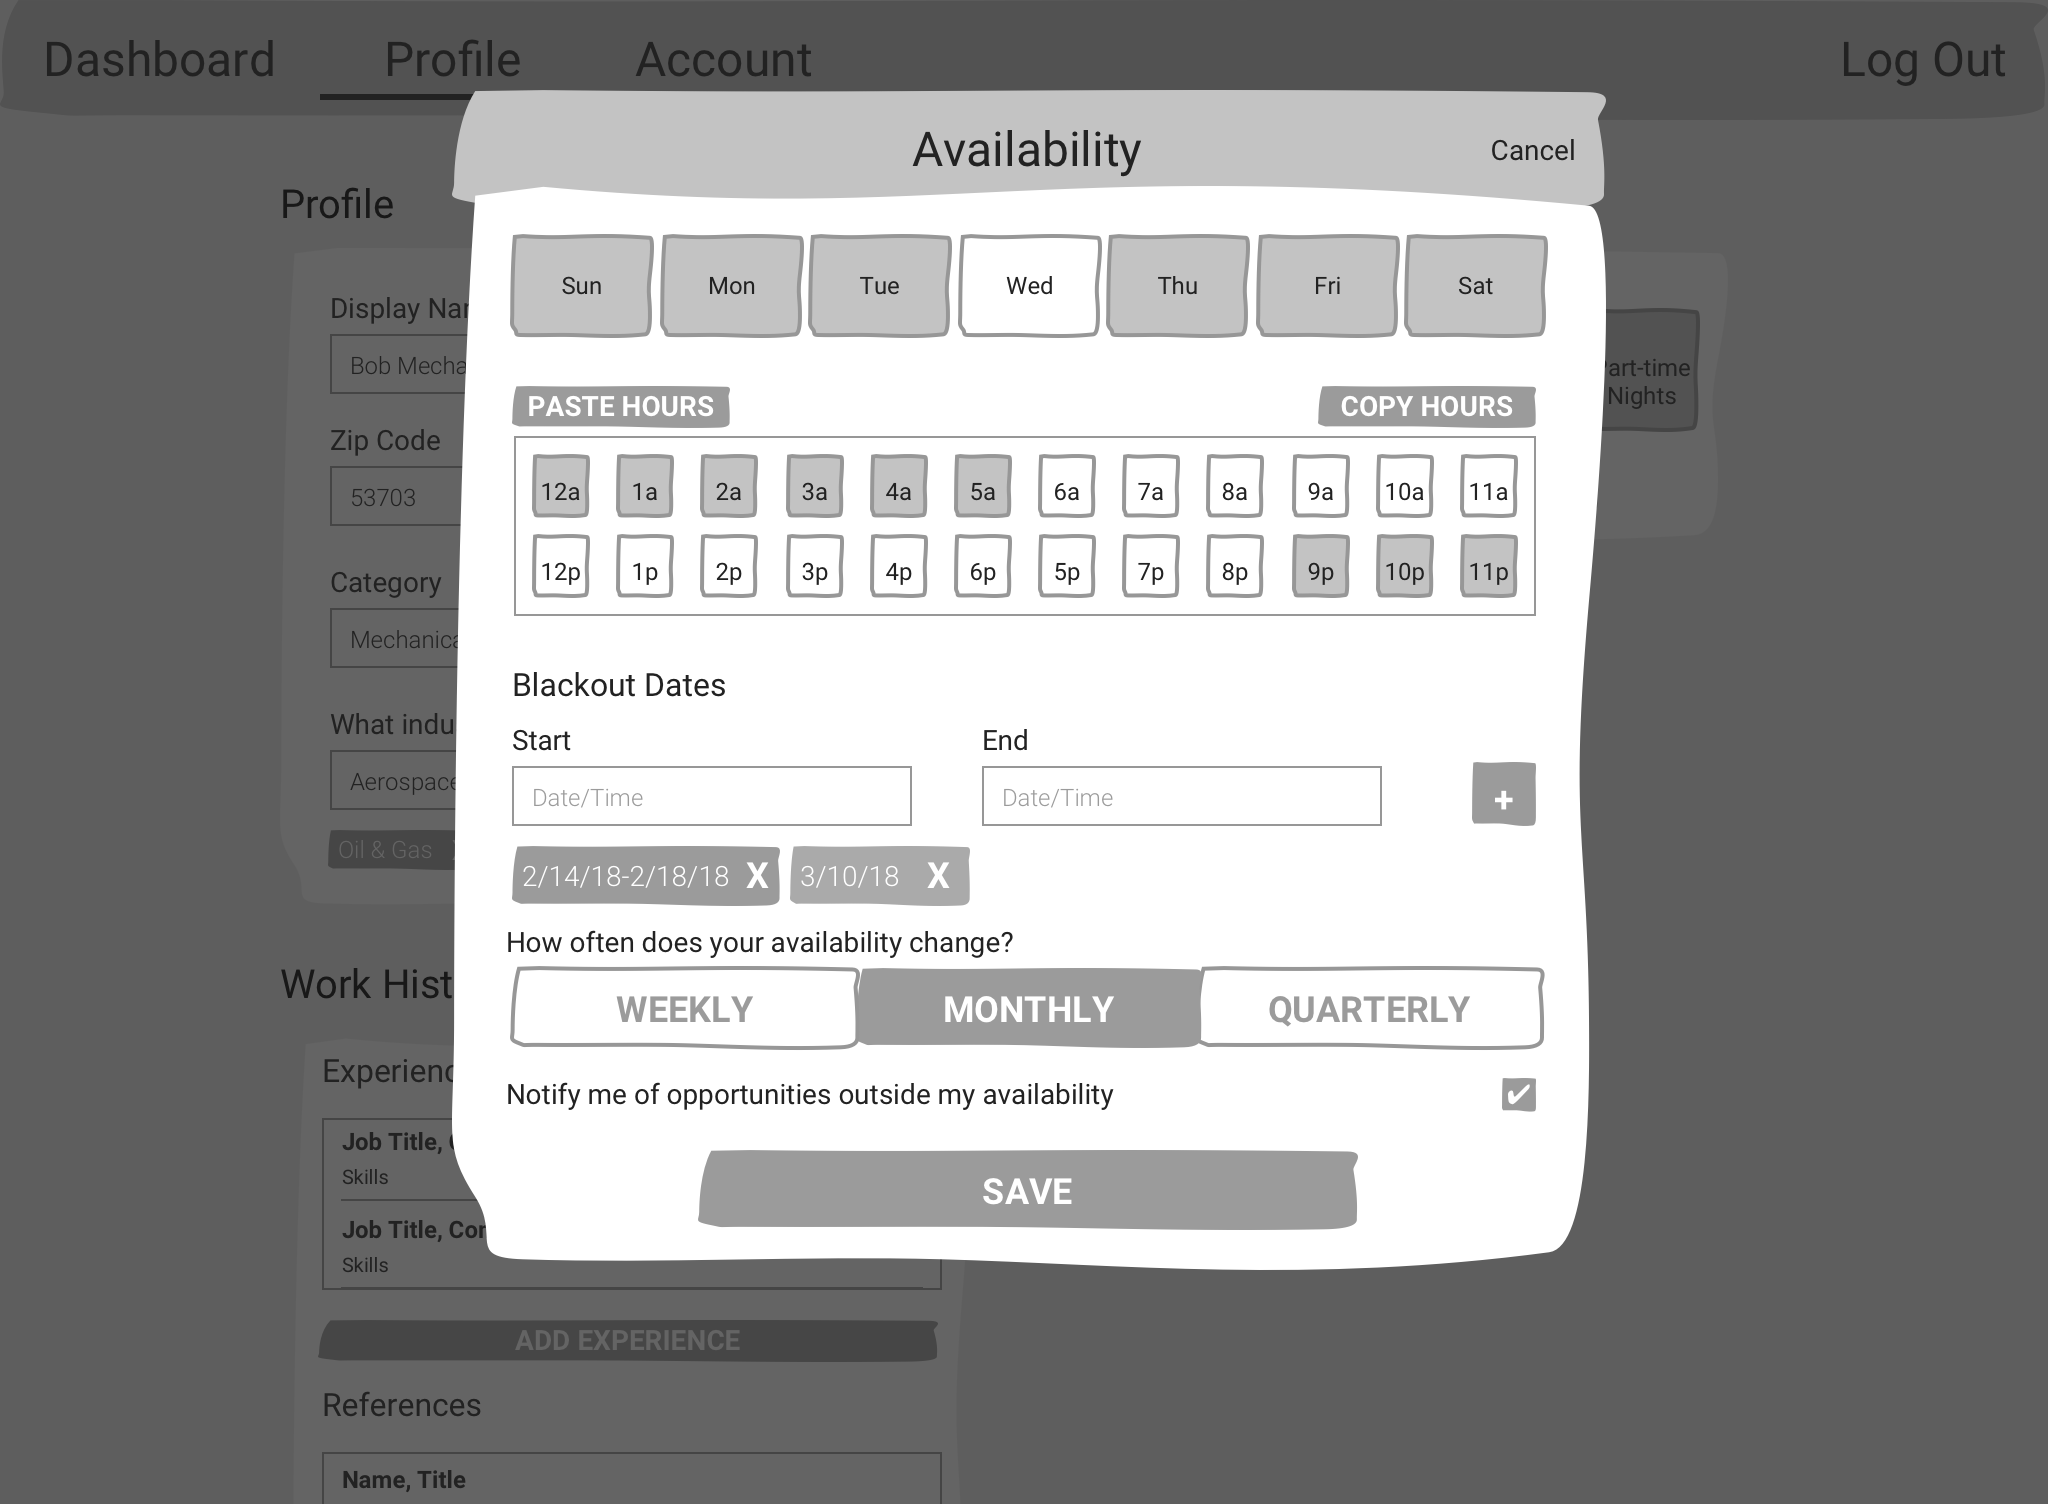 Dashboard Profile Account Log Out
Availability Cancel
Profile
Sun Mon Tue Wed Thu Fri Sat
Display Nar
Bob Mecha
art-time
Nights
PASTE HOURS COPY HOURS
Zip Code
53703
12a 1a 2a 3a 4a 5a 6a 7a 8a 9a 10a 11a
12p 1p 2p 3p 4p 6p 5p 7p 8p 9p 10p 11p
Category
Mechanica
Blackout Dates
What indu
Aerospace
Start End
Date/Time Date/Time +
Oil & Gas
2/14/18-2/18/18 X 3/10/18 X
How often does your availability change?
WEEKLY MONTHLY QUARTERLY
Work Hist
Experienc
Notify me of opportunities outside my availability
Job Title,
Skills
SAVE
Job Title, Cor
Skills
ADD EXPERIENCE
References
Name, Title